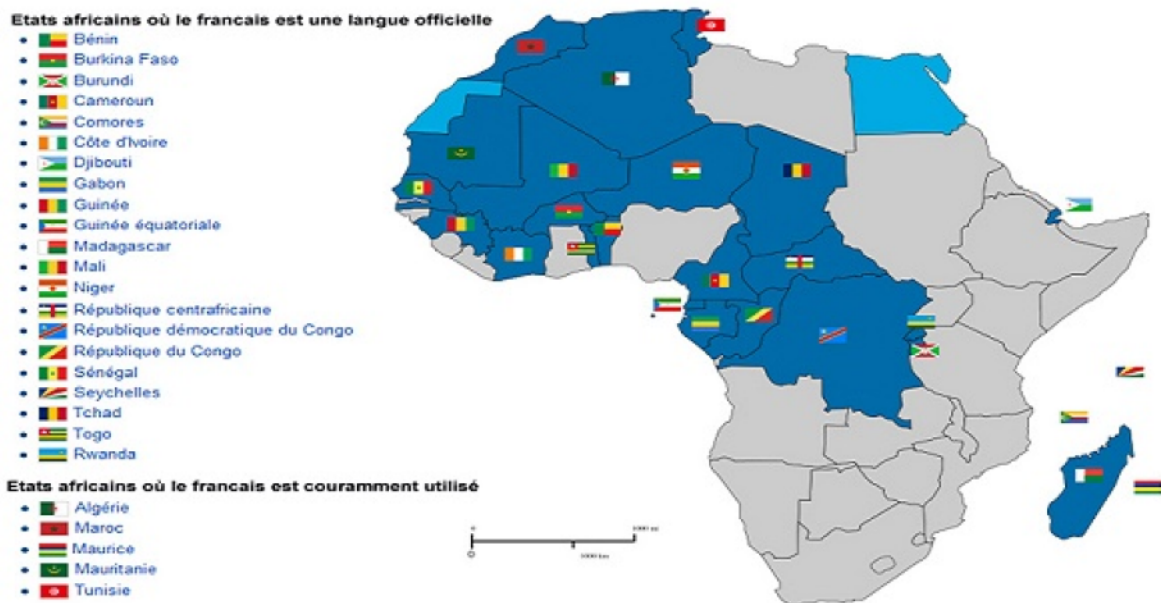 Etats africains où le francais est une langue officielle
Bénin
Burkina Faso
Burundi
Cameroun
Comores
Côte d'Ivoire
Djibouti
Gabon
Guinée
Guinée équatoriale
Madagascar
Mali
Niger
République centrafricaine
République démocratique du Congo
République du Congo
Sénégal
Seychelles
Tchad
Togo
Rwanda
Etats africains où le francais est couramment utilisé
Algérie
Maroc
Maurice
Mauritanie
Tunisie
1000 km